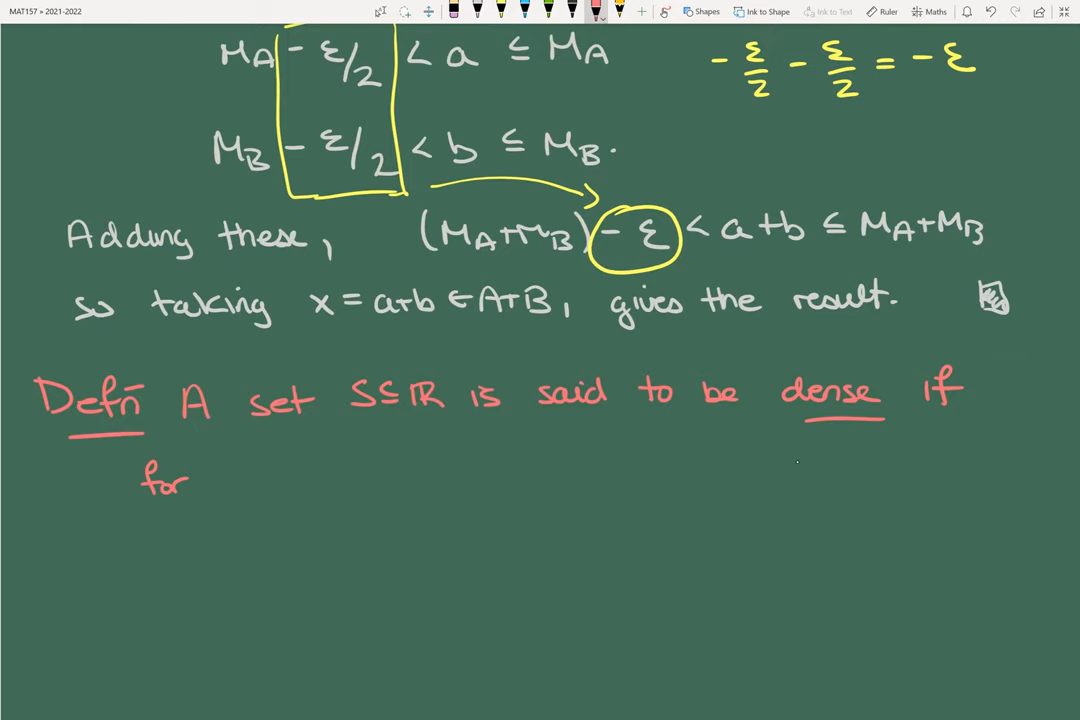 MAT157 » 2021-2022
Shapes Ink to Shape Ink to Text Ruler Maths
M_A - ε/2 < a ≤ M_A
- ε/2 - ε/2 = - ε
M_B - ε/2 < b ≤ M_B.
Adding these, (M_A+M_B) - ε < a+b ≤ M_A+M_B
so taking x = a+b ∈ A+B, gives the result.
Defn A set S⊆ℝ is said to be dense if
for